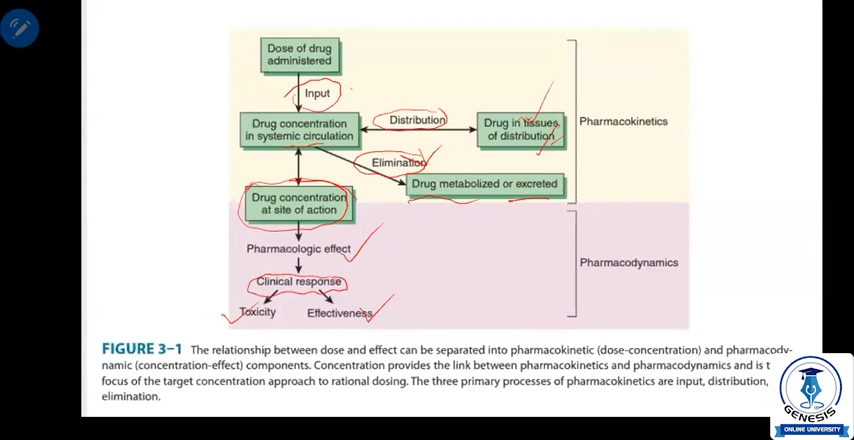 Dose of drug
administered
Input
Drug concentration
in systemic circulation
Distribution
Drug in tissues
of distribution
Pharmacokinetics
Elimination
Drug metabolized or excreted
Drug concentration
at site of action
Pharmacologic effect
Clinical response
Pharmacodynamics
Toxicity
Effectiveness
FIGURE 3–1 The relationship between dose and effect can be separated into pharmacokinetic (dose-concentration) and pharmacody-
namic (concentration-effect) components. Concentration provides the link between pharmacokinetics and pharmacodynamics and is t
focus of the target concentration approach to rational dosing. The three primary processes of pharmacokinetics are input, distribution,
elimination.
GENESIS
ONLINE UNIVERSITY